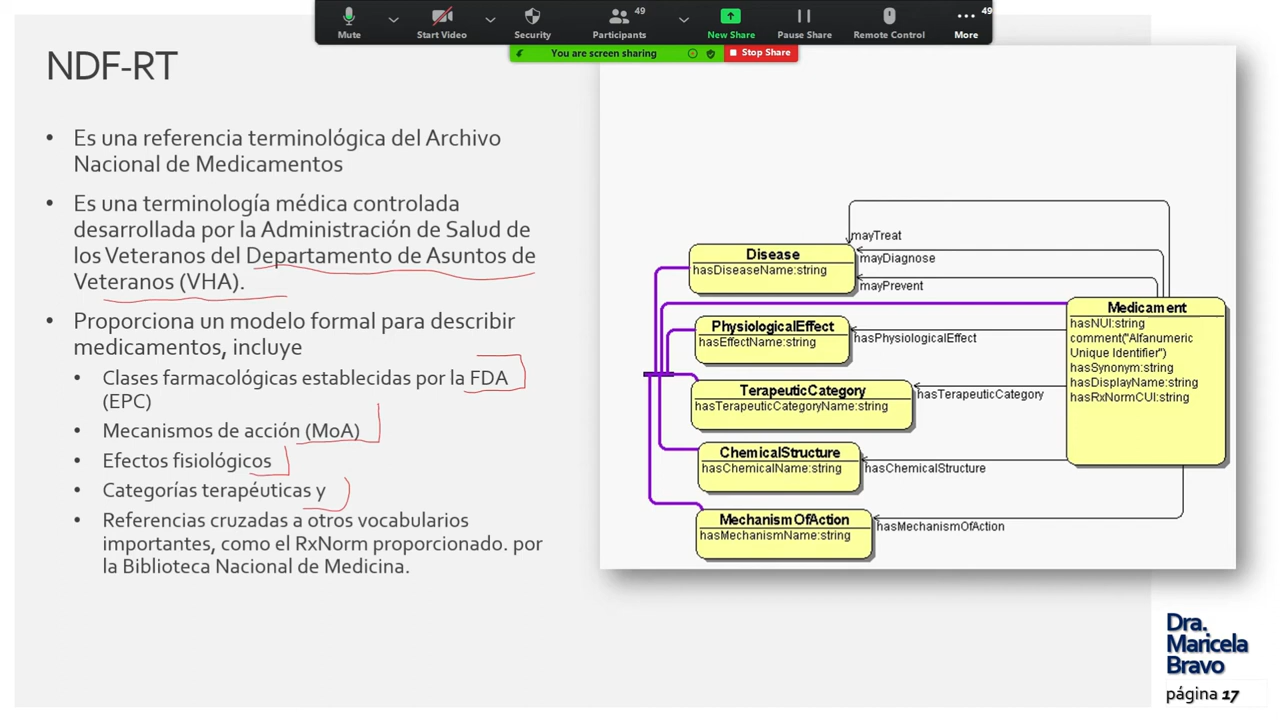 49
49
Mute
Start Video
Security
Participants
New Share
Pause Share
Remote Control
More
You are screen sharing
Stop Share
NDF-RT
• Es una referencia terminológica del Archivo
Nacional de Medicamentos
• Es una terminología médica controlada
desarrollada por la Administración de Salud de
los Veteranos del Departamento de Asuntos de
Veteranos (VHA).
• Proporciona un modelo formal para describir
medicamentos, incluye
• Clases farmacológicas establecidas por la FDA
(EPC)
• Mecanismos de acción (MoA)
• Efectos fisiológicos
• Categorías terapéuticas y
• Referencias cruzadas a otros vocabularios
importantes, como el RxNorm proporcionado. por
la Biblioteca Nacional de Medicina.
mayTreat
Disease
hasDiseaseName:string
mayDiagnose
mayPrevent
PhysiologicalEffect
hasEffectName:string
hasPhysiologicalEffect
TerapeuticCategory
hasTerapeuticCategoryName:string
hasTerapeuticCategory
ChemicalStructure
hasChemicalName:string
hasChemicalStructure
MechanismOfAction
hasMechanismName:string
hasMechanismOfAction
Medicament
hasNUI:string
comment("Alfanumeric
Unique Identifier")
hasSynonym:string
hasDisplayName:string
hasRxNormCUI:string
Dra.
Maricela
Bravo
página 17